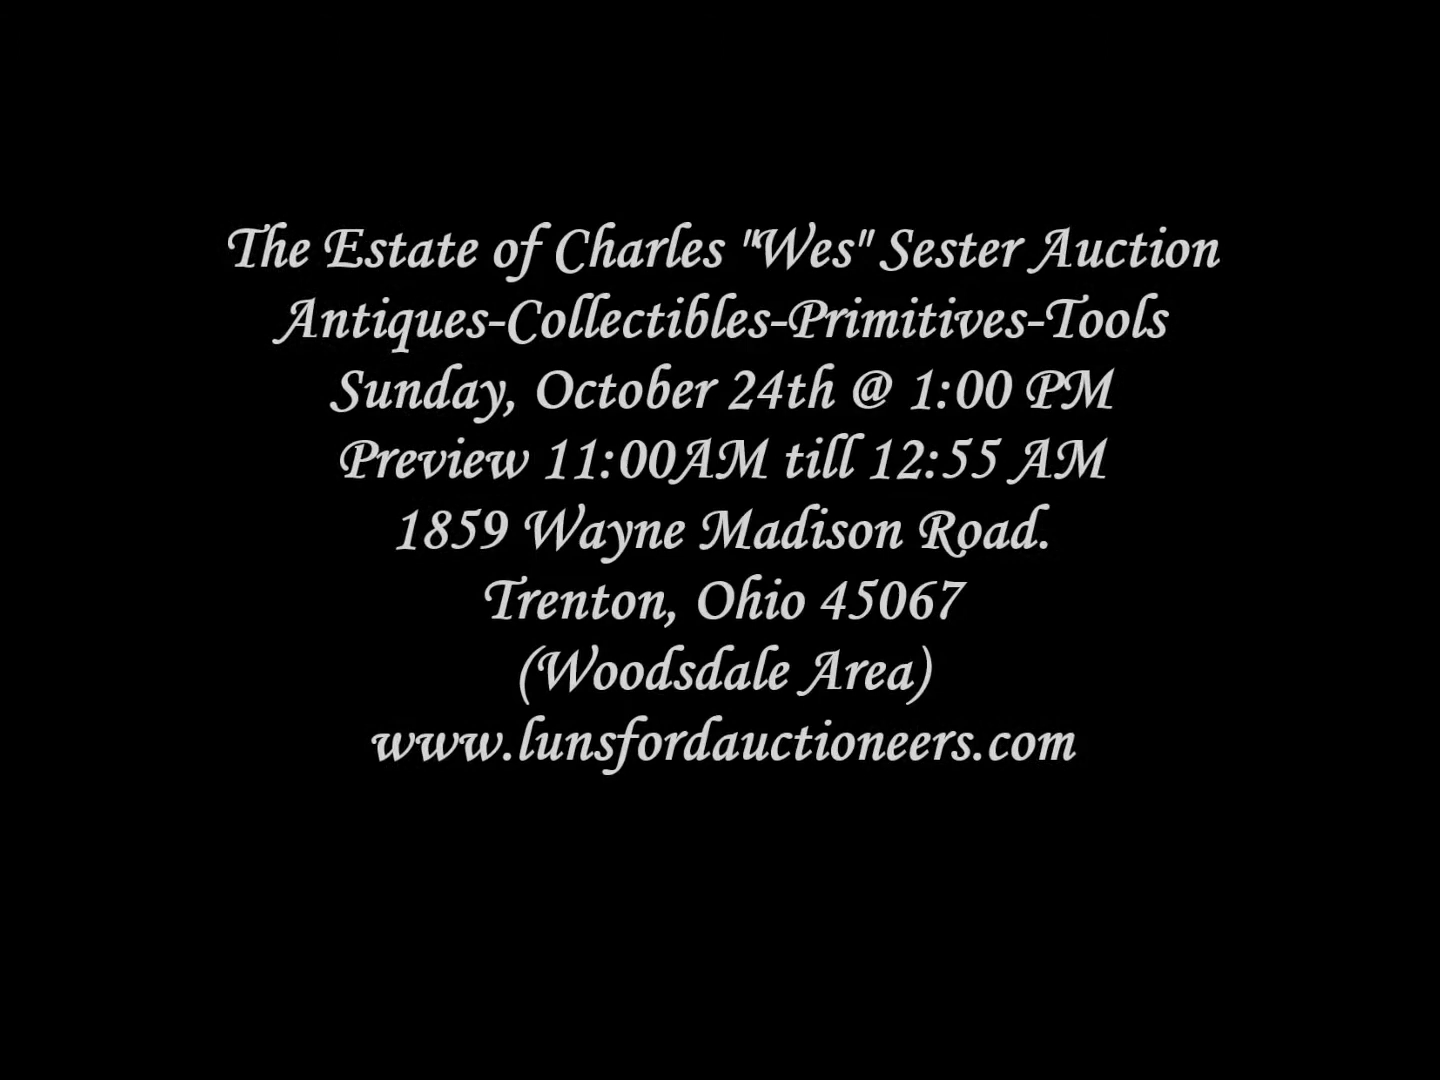 The Estate of Charles "Wes" Sester Auction
Antiques-Collectibles-Primitives-Tools
Sunday, October 24th @ 1:00 PM
Preview 11:00AM till 12:55 AM
1859 Wayne Madison Road.
Trenton, Ohio 45067
(Woodsdale Area)
www.lunsfordauctioneers.com